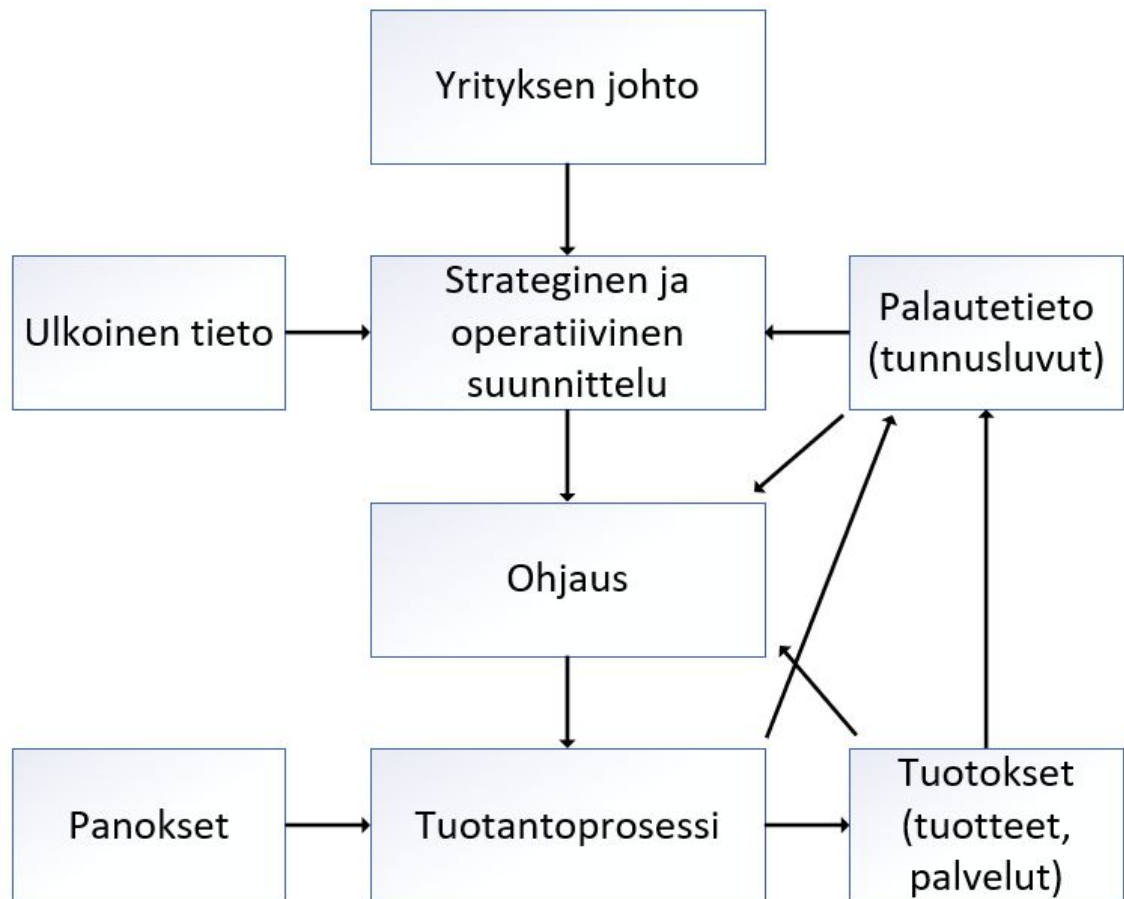 Yrityksen johto
Ulkoinen tieto
Strateginen ja
operatiivinen
suunnittelu
Palautetieto
(tunnusluvut)
Ohjaus
Panokset
Tuotantoprosessi
Tuotokset
(tuotteet,
palvelut)